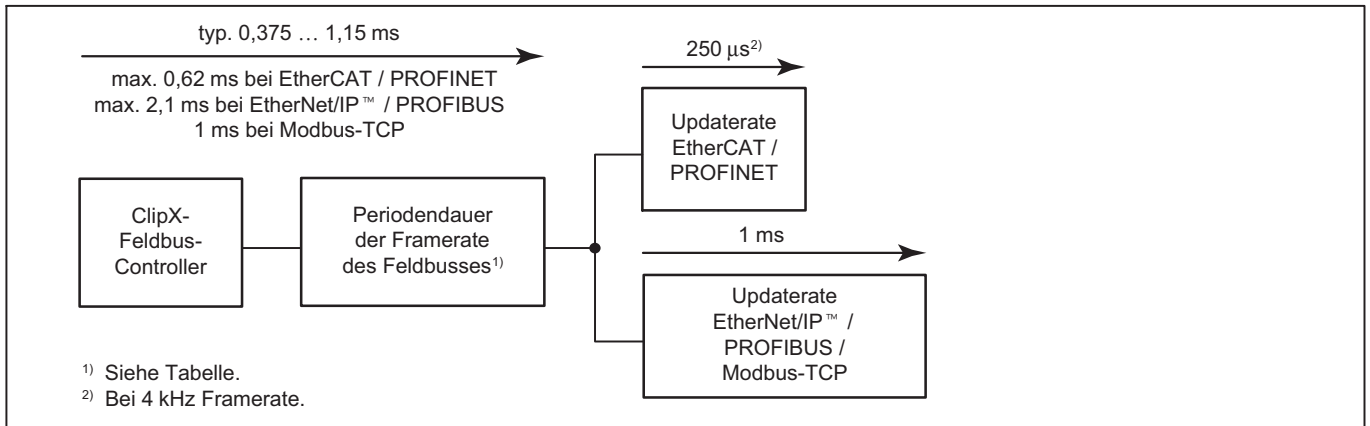 typ. 0,375 … 1,15 ms
max. 0,62 ms bei EtherCAT / PROFINET
max. 2,1 ms bei EtherNet/IP™ / PROFIBUS
1 ms bei Modbus-TCP
250 μs2)
Updaterate
EtherCAT /
PROFINET
ClipX-
Feldbus-
Controller
Periodendauer
der Framerate
des Feldbusses1)
1 ms
Updaterate
EtherNet/IP™ /
PROFIBUS /
Modbus-TCP
1) Siehe Tabelle.
2) Bei 4 kHz Framerate.